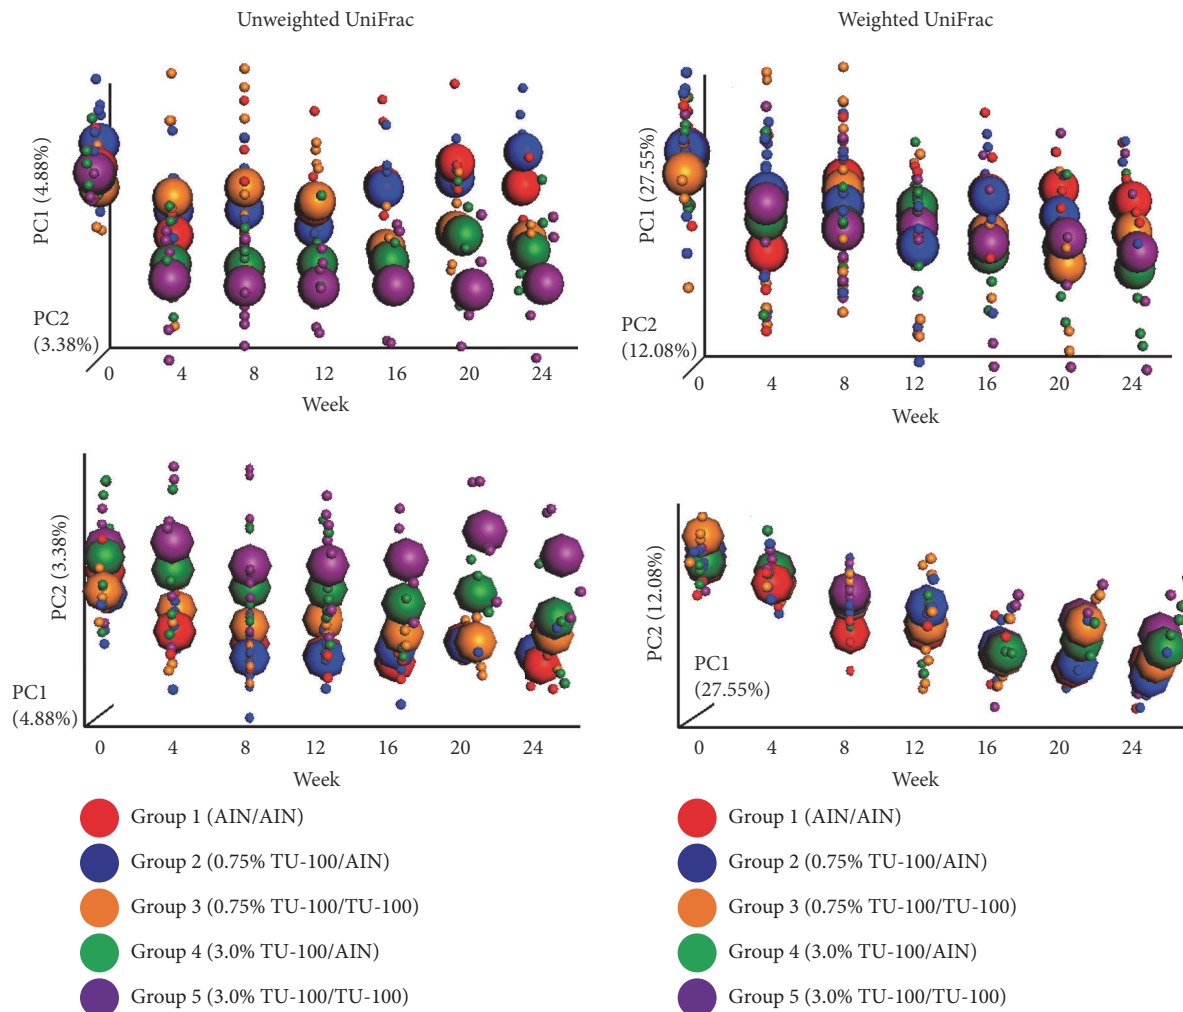 Unweighted UniFrac
PC1 (4.88%)
PC2
(3.38%)
0 4 8 12 16 20 24
Week
Weighted UniFrac
PC1 (27.55%)
PC2
(12.08%)
0 4 8 12 16 20 24
Week
PC2 (3.38%)
PC1
(4.88%)
0 4 8 12 16 20 24
Week
PC2 (12.08%)
PC1
(27.55%)
0 4 8 12 16 20 24
Week
Group 1 (AIN/AIN)
Group 2 (0.75% TU-100/AIN)
Group 3 (0.75% TU-100/TU-100)
Group 4 (3.0% TU-100/AIN)
Group 5 (3.0% TU-100/TU-100)
Group 1 (AIN/AIN)
Group 2 (0.75% TU-100/AIN)
Group 3 (0.75% TU-100/TU-100)
Group 4 (3.0% TU-100/AIN)
Group 5 (3.0% TU-100/TU-100)